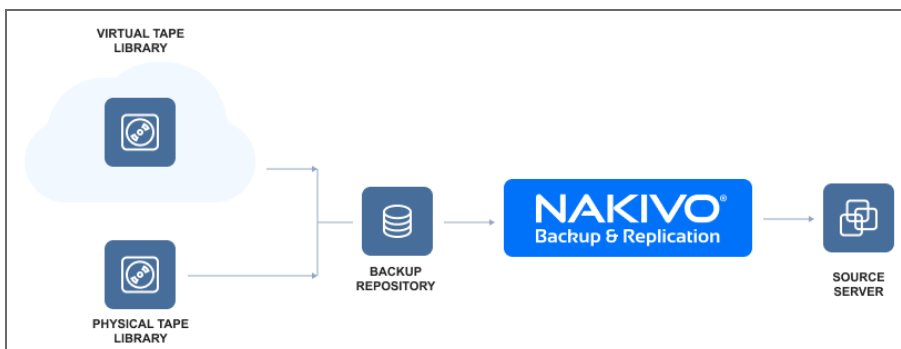 VIRTUAL TAPE
LIBRARY
NAKIVO®
Backup & Replication
BACKUP
REPOSITORY
SOURCE
SERVER
PHYSICAL TAPE
LIBRARY